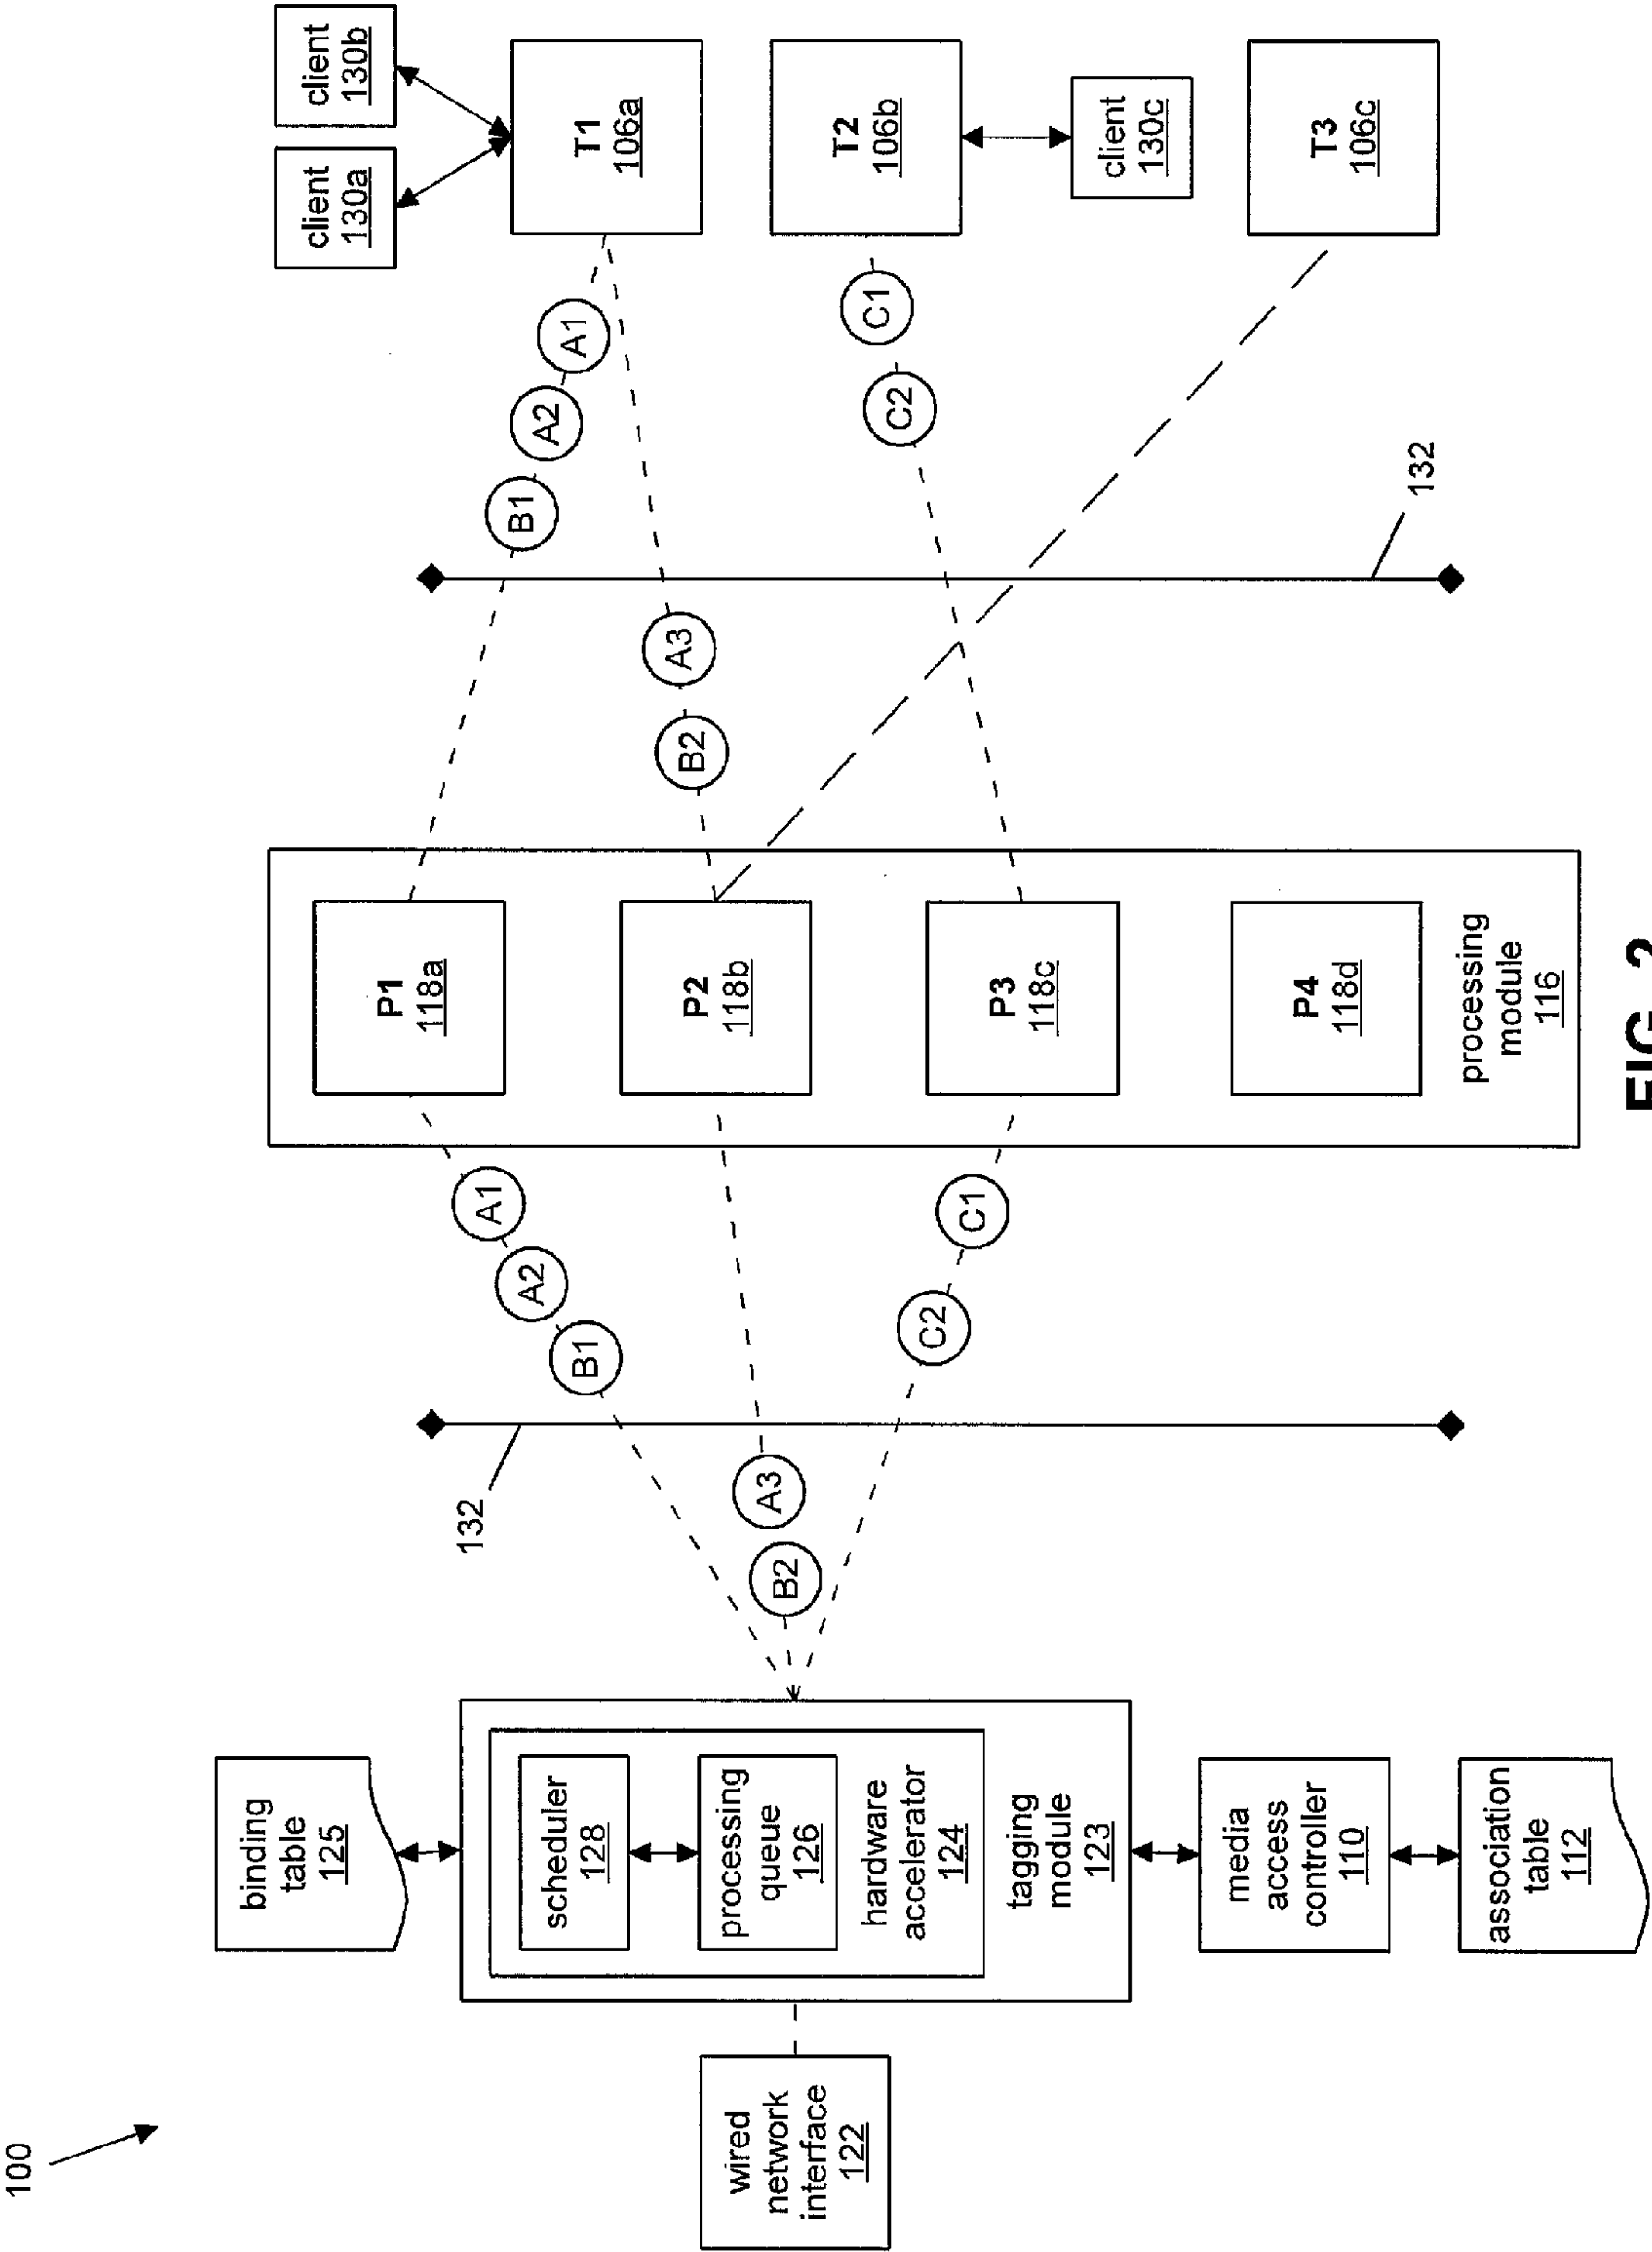 100
binding
table
125
scheduler
128
processing
queue
126
hardware
accelerator
124
tagging
module
123
wired
network
interface
122
media
access
controller
110
association
table
112
132
B1
A2
A1
B2
A3
C2
C1
P1
118a
P2
118b
P3
118c
P4
118d
processing
module
116
B1
A2
A1
B2
A3
C2
C1
132
client
130a
client
130b
T1
106a
T2
106b
client
130c
T3
106c
FIG. 2